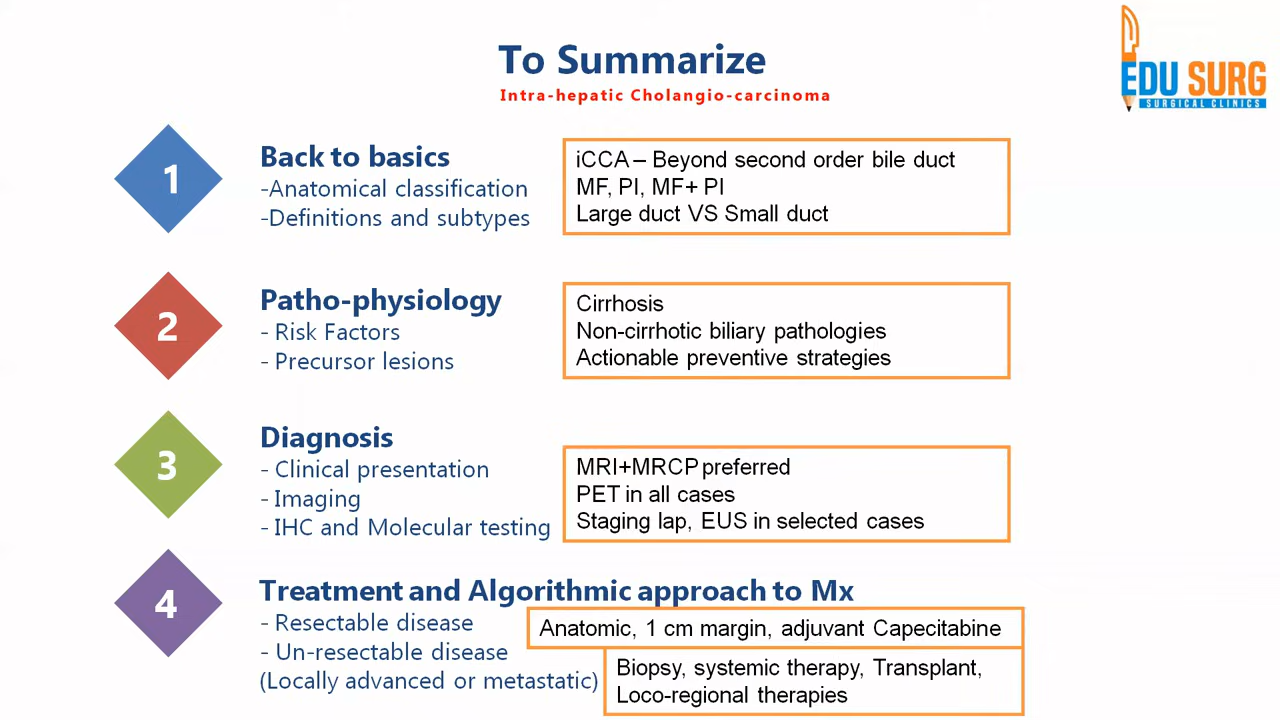 To Summarize
Intra-hepatic Cholangio-carcinoma
EDU SURG
SURGICAL CLINICS
1
Back to basics
-Anatomical classification
-Definitions and subtypes
iCCA – Beyond second order bile duct
MF, PI, MF+ PI
Large duct VS Small duct
2
Patho-physiology
- Risk Factors
- Precursor lesions
Cirrhosis
Non-cirrhotic biliary pathologies
Actionable preventive strategies
3
Diagnosis
- Clinical presentation
- Imaging
- IHC and Molecular testing
MRI+MRCP preferred
PET in all cases
Staging lap, EUS in selected cases
4
Treatment and Algorithmic approach to Mx
- Resectable disease
- Un-resectable disease
(Locally advanced or metastatic)
Anatomic, 1 cm margin, adjuvant Capecitabine
Biopsy, systemic therapy, Transplant,
Loco-regional therapies